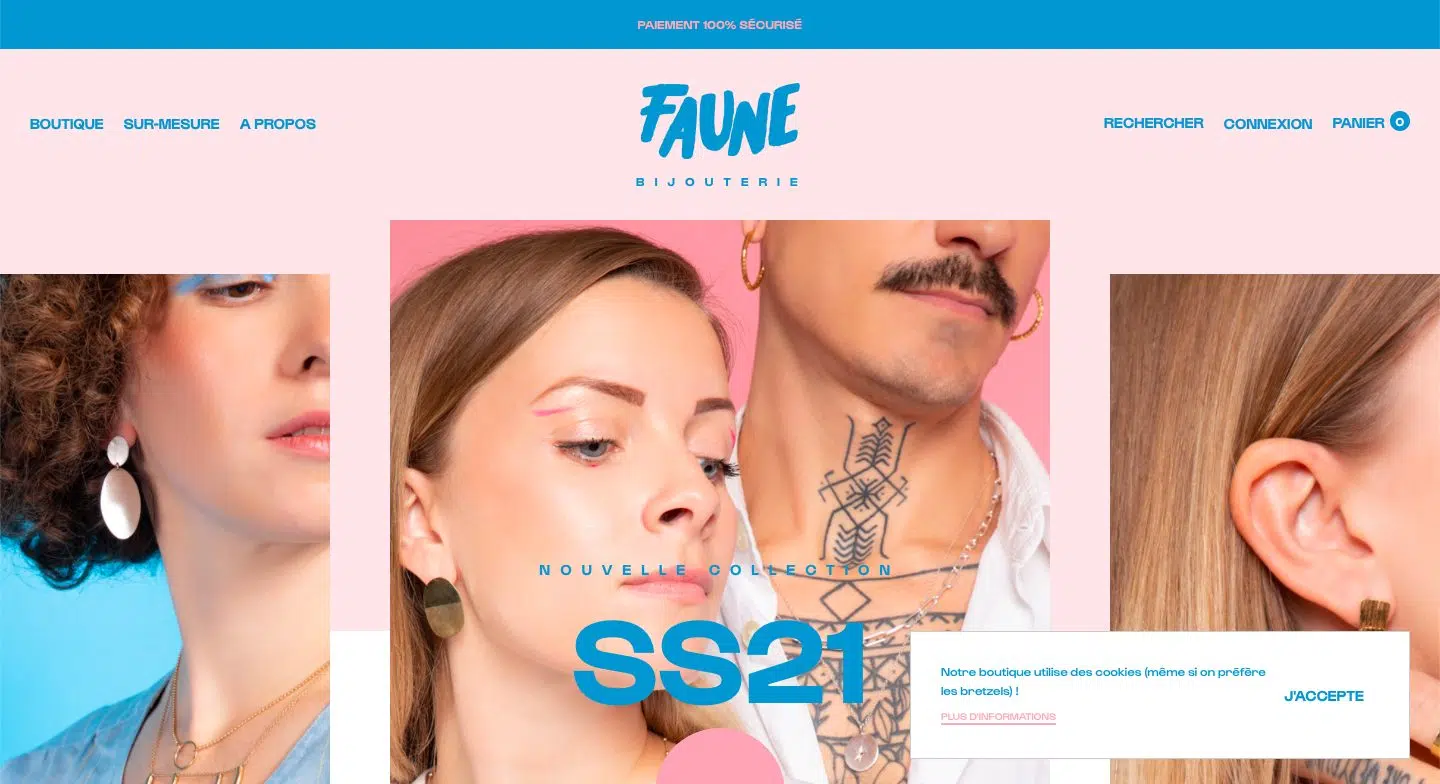 PAIEMENT 100% SÉCURISÉ
BOUTIQUE SUR-MESURE A PROPOS
FAUNE
BIJOUTERIE
RECHERCHER CONNEXION PANIER 0
NOUVELLE COLLECTION
SS21
Notre boutique utilise des cookies (même si on préfère
les bretzels) !
PLUS D'INFORMATIONS
J'ACCEPTE